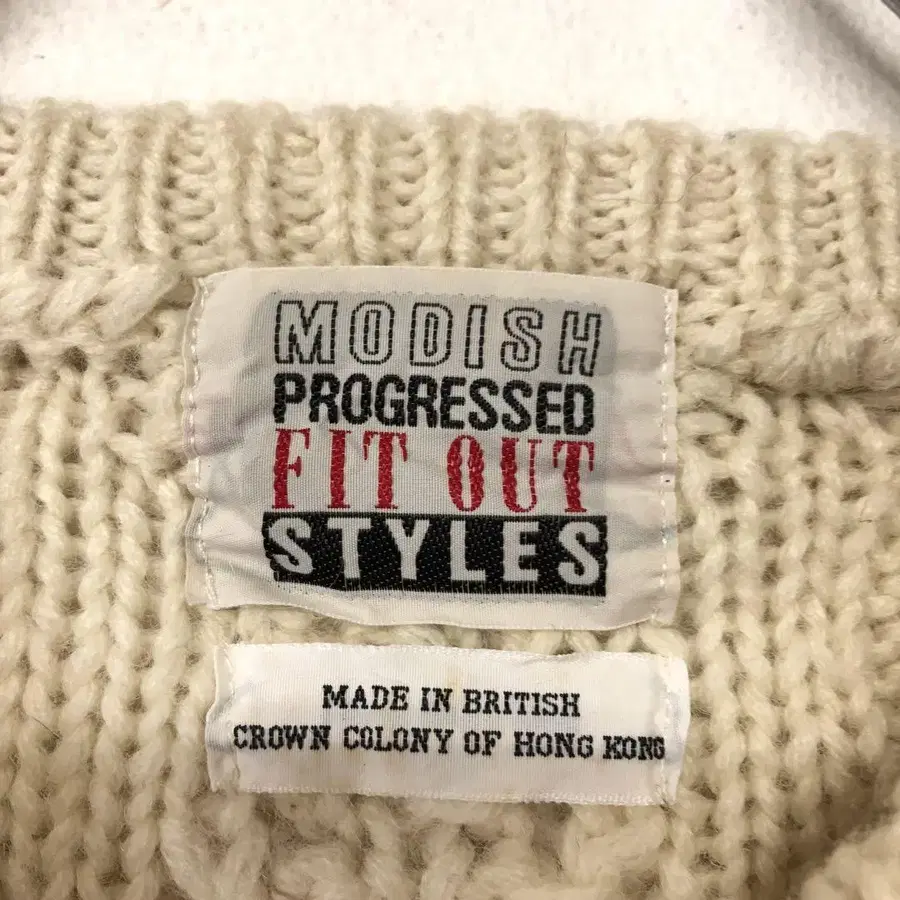 MODISH
PROGRESSED
FIT OUT
STYLES
MADE IN BRITISH
CROWN COLONY OF HONG KONG